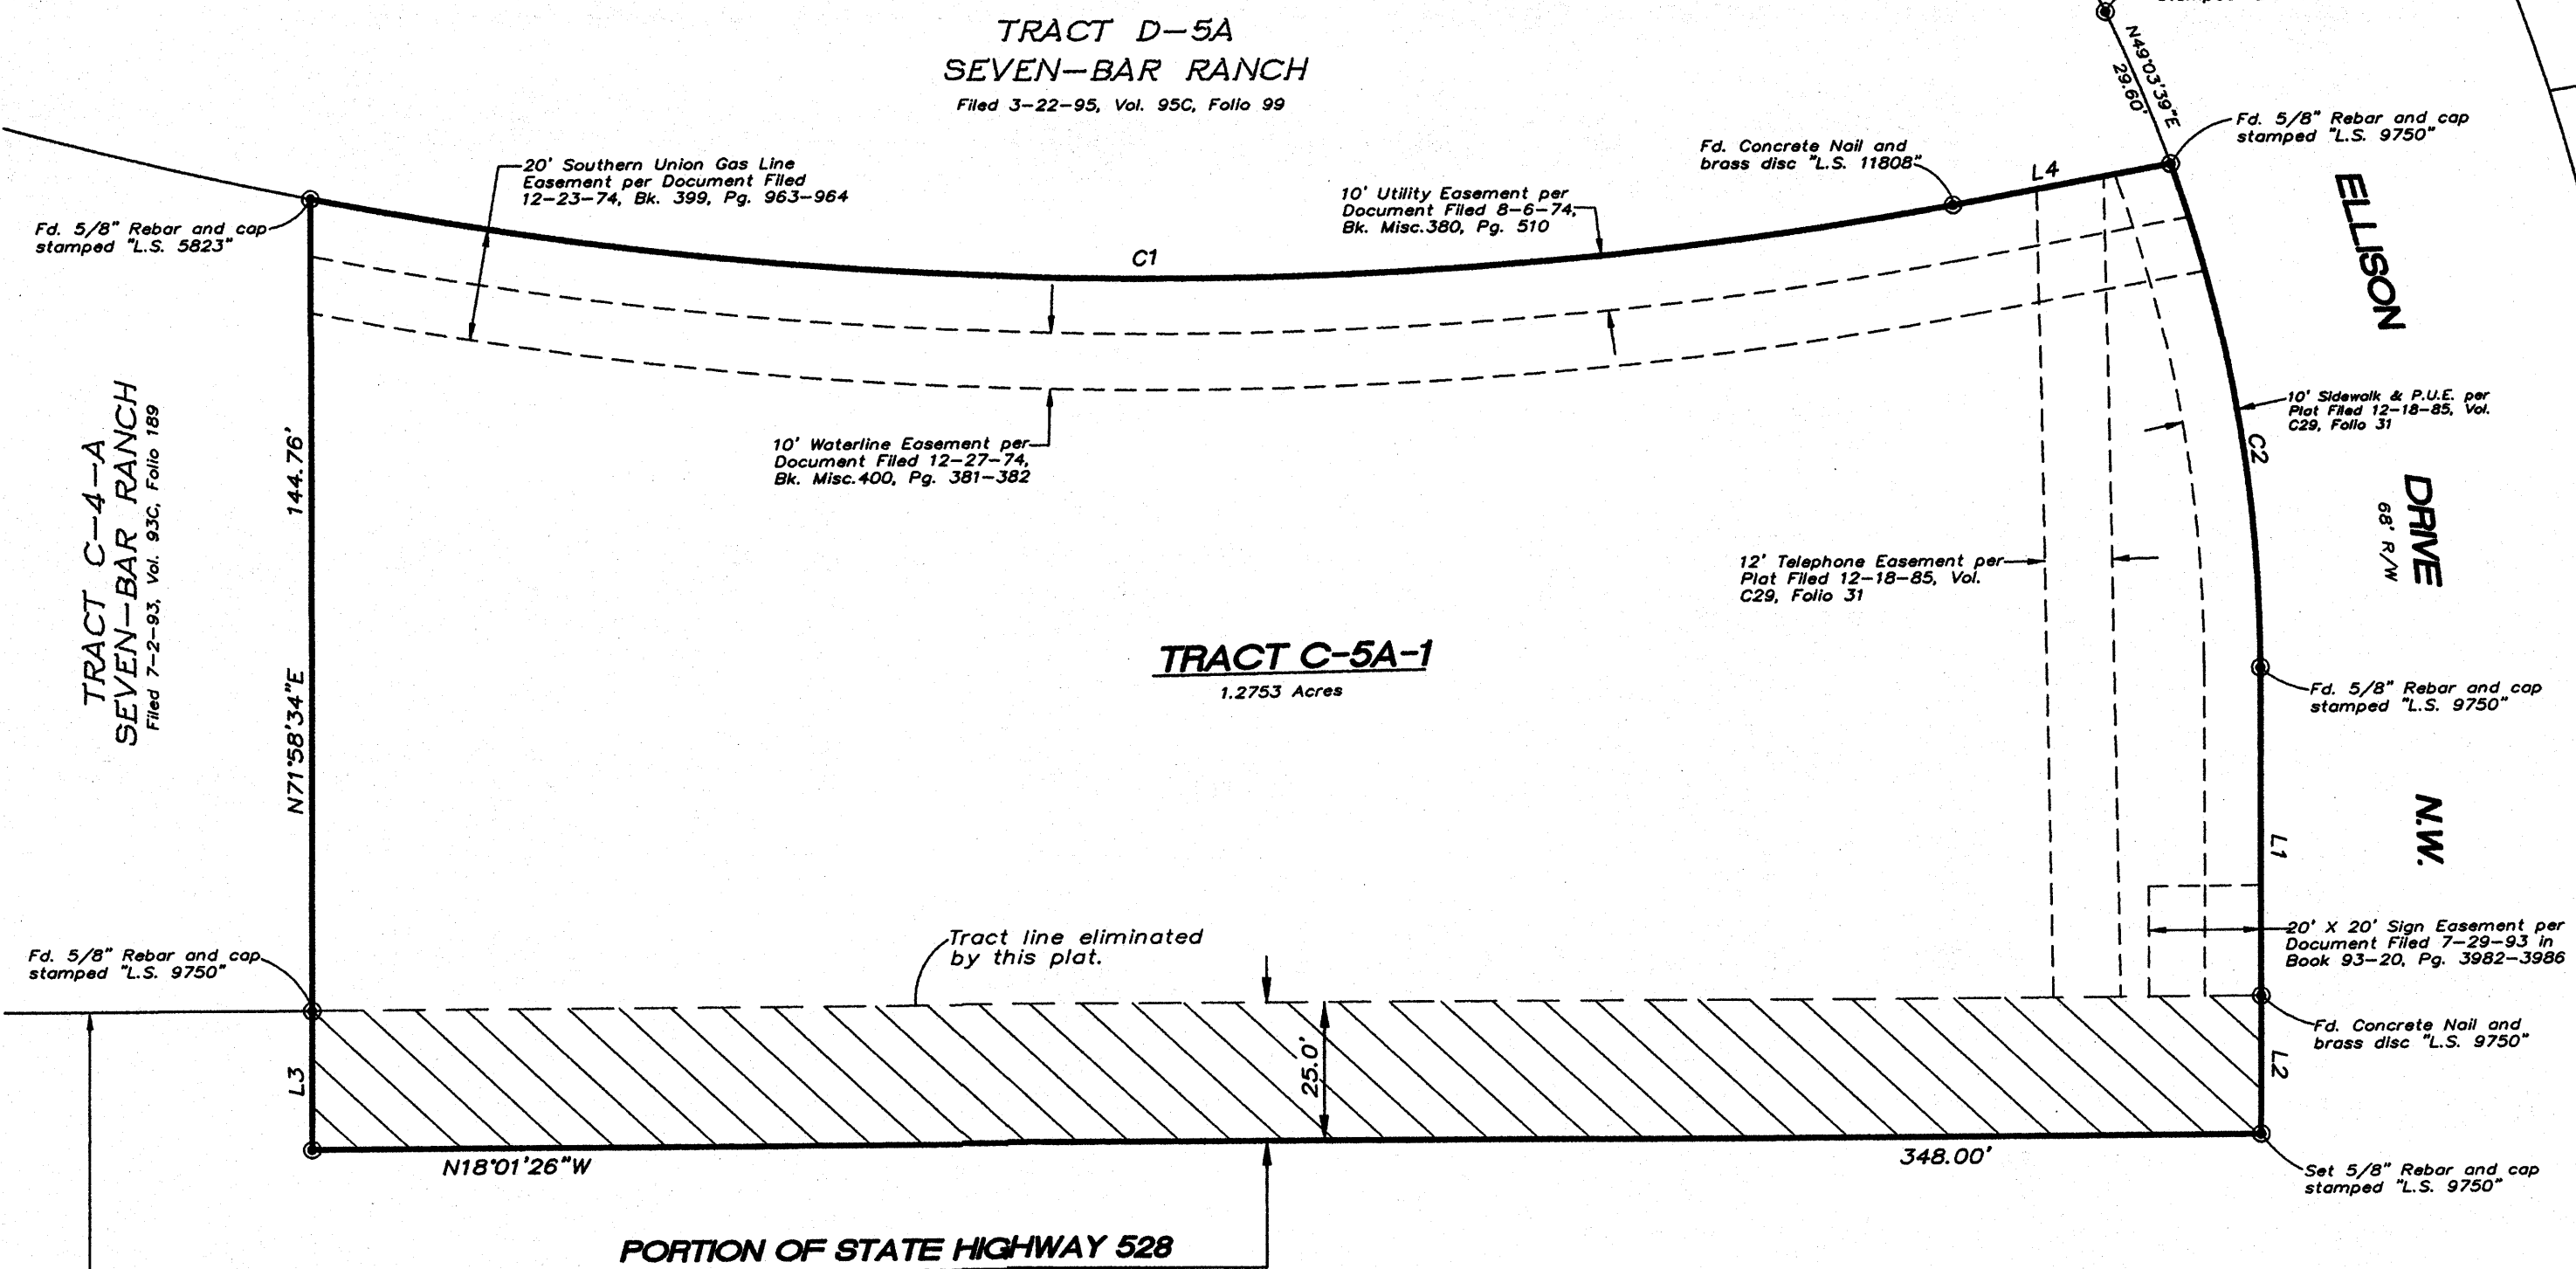 TRACT D-5A
SEVEN-BAR RANCH
Filed 3-22-95, Vol. 95C, Folio 99
N49°03'39"E
29.60'
Fd. 5/8" Rebar and cap
stamped "L.S. 9750"
Fd. Concrete Nail and
brass disc "L.S. 11808"
L4
20' Southern Union Gas Line
Easement per Document Filed
12-23-74, Bk. 399, Pg. 963-964
10' Utility Easement per
Document Filed 8-6-74,
Bk. Misc.380, Pg. 510
Fd. 5/8" Rebar and cap
stamped "L.S. 5823"
C1
ELLISON
DRIVE
N.W.
68' R/W
10' Sidewalk & P.U.E. per
Plat Filed 12-18-85, Vol.
C29, Folio 31
C2
TRACT C-4-A
SEVEN-BAR RANCH
Filed 7-2-93, Vol. 93C, Folio 189
144.76'
N71°58'34"E
10' Waterline Easement per
Document Filed 12-27-74,
Bk. Misc.400, Pg. 381-382
12' Telephone Easement per
Plat Filed 12-18-85, Vol.
C29, Folio 31
TRACT C-5A-1
1.2753 Acres
Fd. 5/8" Rebar and cap
stamped "L.S. 9750"
L1
Tract line eliminated
by this plat.
20' X 20' Sign Easement per
Document Filed 7-29-93 in
Book 93-20, Pg. 3982-3986
Fd. 5/8" Rebar and cap
stamped "L.S. 9750"
Fd. Concrete Nail and
brass disc "L.S. 9750"
L3
25.0'
L2
N18°01'26"W
348.00'
Set 5/8" Rebar and cap
stamped "L.S. 9750"
PORTION OF STATE HIGHWAY 528